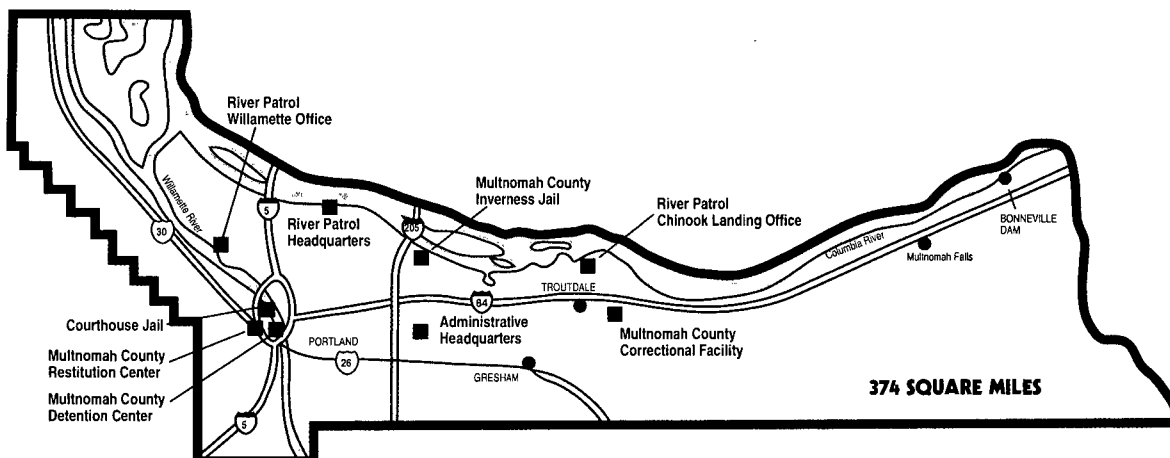 River Patrol
Willamette Office
Willamette River
30
5
River Patrol
Headquarters
205
Multnomah County
Inverness Jail
River Patrol
Chinook Landing Office
Columbia River
Multnomah Falls
BONNEVILLE
DAM
TROUTDALE
84
Courthouse Jail
Multnomah County
Restitution Center
Multnomah County
Detention Center
PORTLAND
26
Administrative
Headquarters
GRESHAM
Multnomah County
Correctional Facility
374 SQUARE MILES
5